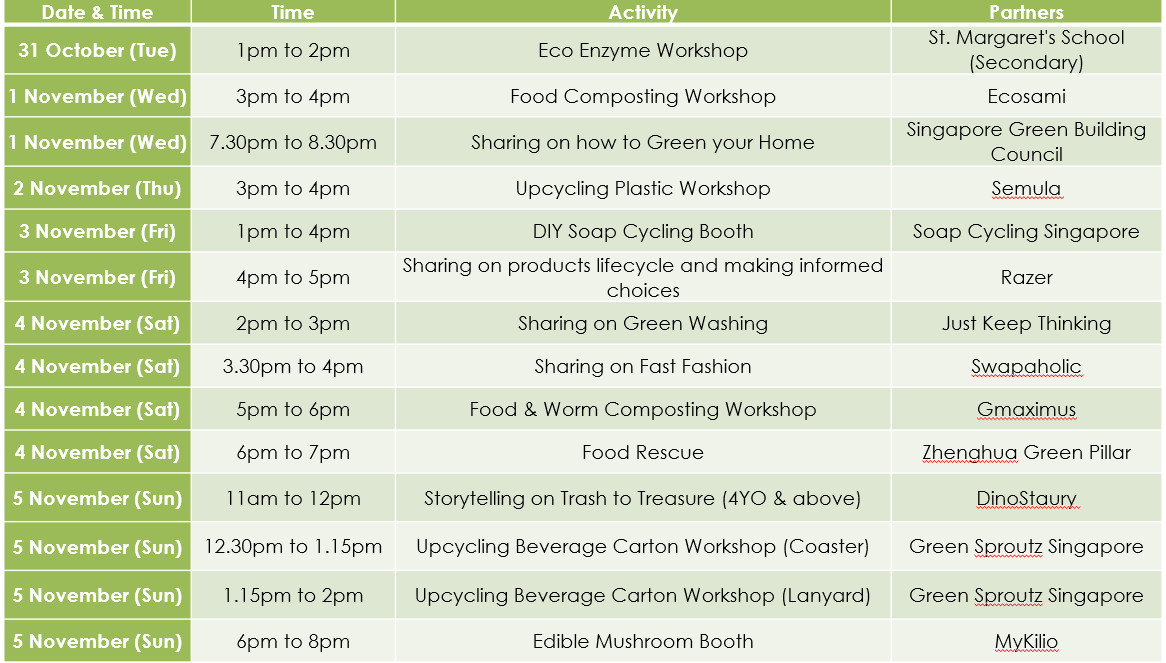 Date & Time Time Activity Partners
31 October (Tue) 1pm to 2pm Eco Enzyme Workshop St. Margaret's School
(Secondary)
1 November (Wed) 3pm to 4pm Food Composting Workshop Ecosami
1 November (Wed) 7.30pm to 8.30pm Sharing on how to Green your Home Singapore Green Building
Council
2 November (Thu) 3pm to 4pm Upcycling Plastic Workshop Semula
3 November (Fri) 1pm to 4pm DIY Soap Cycling Booth Soap Cycling Singapore
3 November (Fri) 4pm to 5pm Sharing on products lifecycle and making informed
choices Razer
4 November (Sat) 2pm to 3pm Sharing on Green Washing Just Keep Thinking
4 November (Sat) 3.30pm to 4pm Sharing on Fast Fashion Swapaholic
4 November (Sat) 5pm to 6pm Food & Worm Composting Workshop Gmaximus
4 November (Sat) 6pm to 7pm Food Rescue Zhenghua Green Pillar
5 November (Sun) 11am to 12pm Storytelling on Trash to Treasure (4YO & above) DinoStaury
5 November (Sun) 12.30pm to 1.15pm Upcycling Beverage Carton Workshop (Coaster) Green Sproutz Singapore
5 November (Sun) 1.15pm to 2pm Upcycling Beverage Carton Workshop (Lanyard) Green Sproutz Singapore
5 November (Sun) 6pm to 8pm Edible Mushroom Booth MyKilio